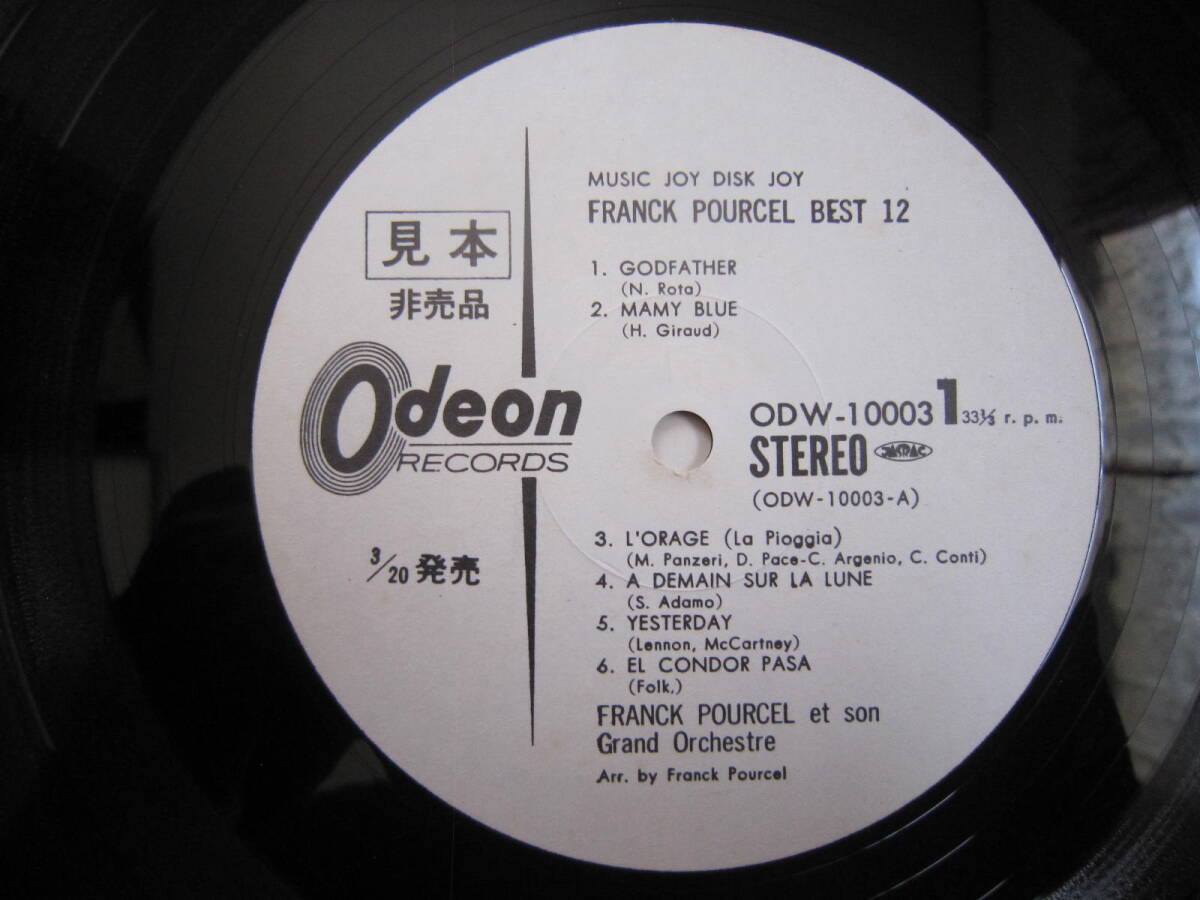 MUSIC JOY DISK JOY
FRANCK POURCEL BEST 12
見本
非売品
1. GODFATHER
(N. Rota)
2. MAMY BLUE
(H. Giraud)
Odeon
RECORDS
ODW-10003 1 33⅓ r. p. m.
STEREO JASRAC
(ODW-10003-A)
3/20 発売
3. L'ORAGE (La Pioggia)
(M. Panzeri, D. Pace-C. Argenio, C. Conti)
4. A DEMAIN SUR LA LUNE
(S. Adamo)
5. YESTERDAY
(Lennon, McCartney)
6. EL CONDOR PASA
(Folk,)
FRANCK POURCEL et son
Grand Orchestre
Arr. by Franck Pourcel